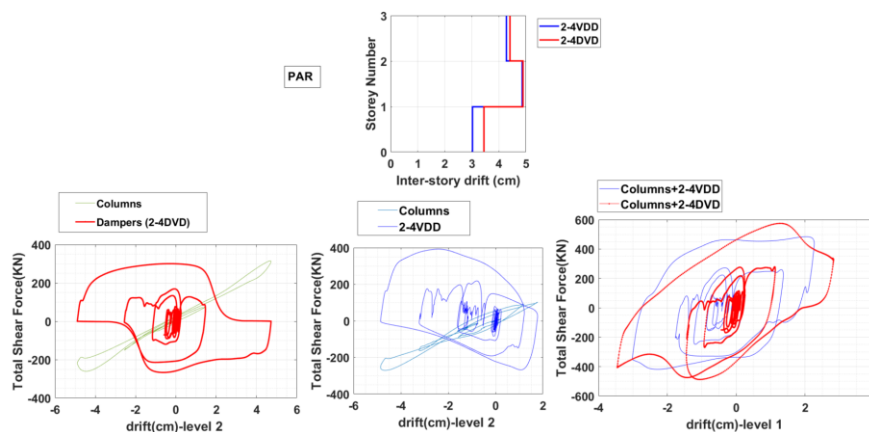 PAR
Storey Number
3
2
1
0
0 1 2 3 4 5
Inter-story drift (cm)
2-4VDD
2-4DVD
Columns
Dampers (2-4DVD)
Total Shear Force(KN)
400
200
0
-200
-400
-6 -4 -2 0 2 4 6
drift(cm)-level 2
Columns
2-4VDD
Total Shear Force(KN)
400
200
0
-200
-400
-6 -4 -2 0 2
drift(cm)-level 2
Columns+2-4VDD
Columns+2-4DVD
Total Shear Force(KN)
600
400
200
0
-200
-400
-600
-4 -2 0 2 4
drift(cm)-level 1